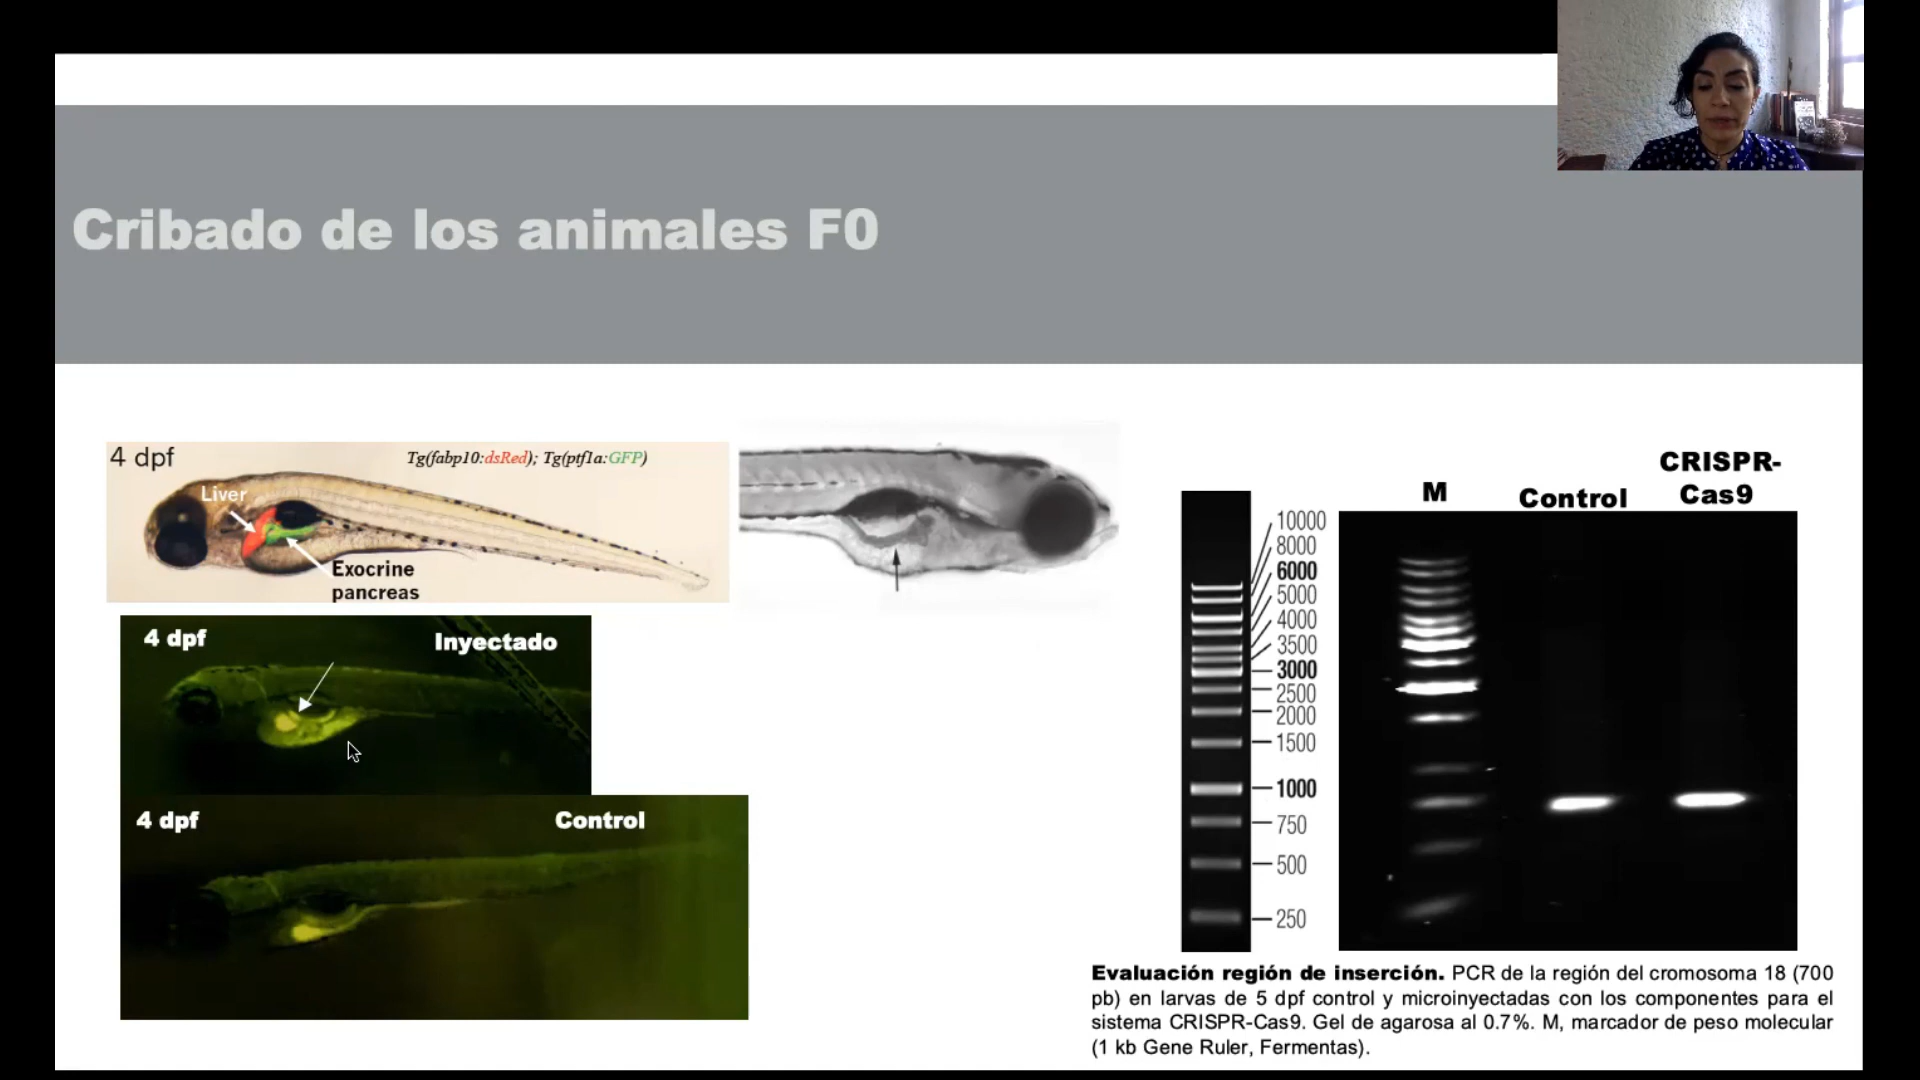 Cribado de los animales F0
4 dpf
Tg(fabp10:dsRed); Tg(ptf1a:GFP)
Liver
Exocrine
pancreas
4 dpf
Inyectado
4 dpf
Control
10000
8000
6000
5000
4000
3500
3000
2500
2000
1500
1000
750
500
250
M
Control
CRISPR-
Cas9
Evaluación región de inserción. PCR de la región del cromosoma 18 (700
pb) en larvas de 5 dpf control y microinyectadas con los componentes para el
sistema CRISPR-Cas9. Gel de agarosa al 0.7%. M, marcador de peso molecular
(1 kb Gene Ruler, Fermentas).